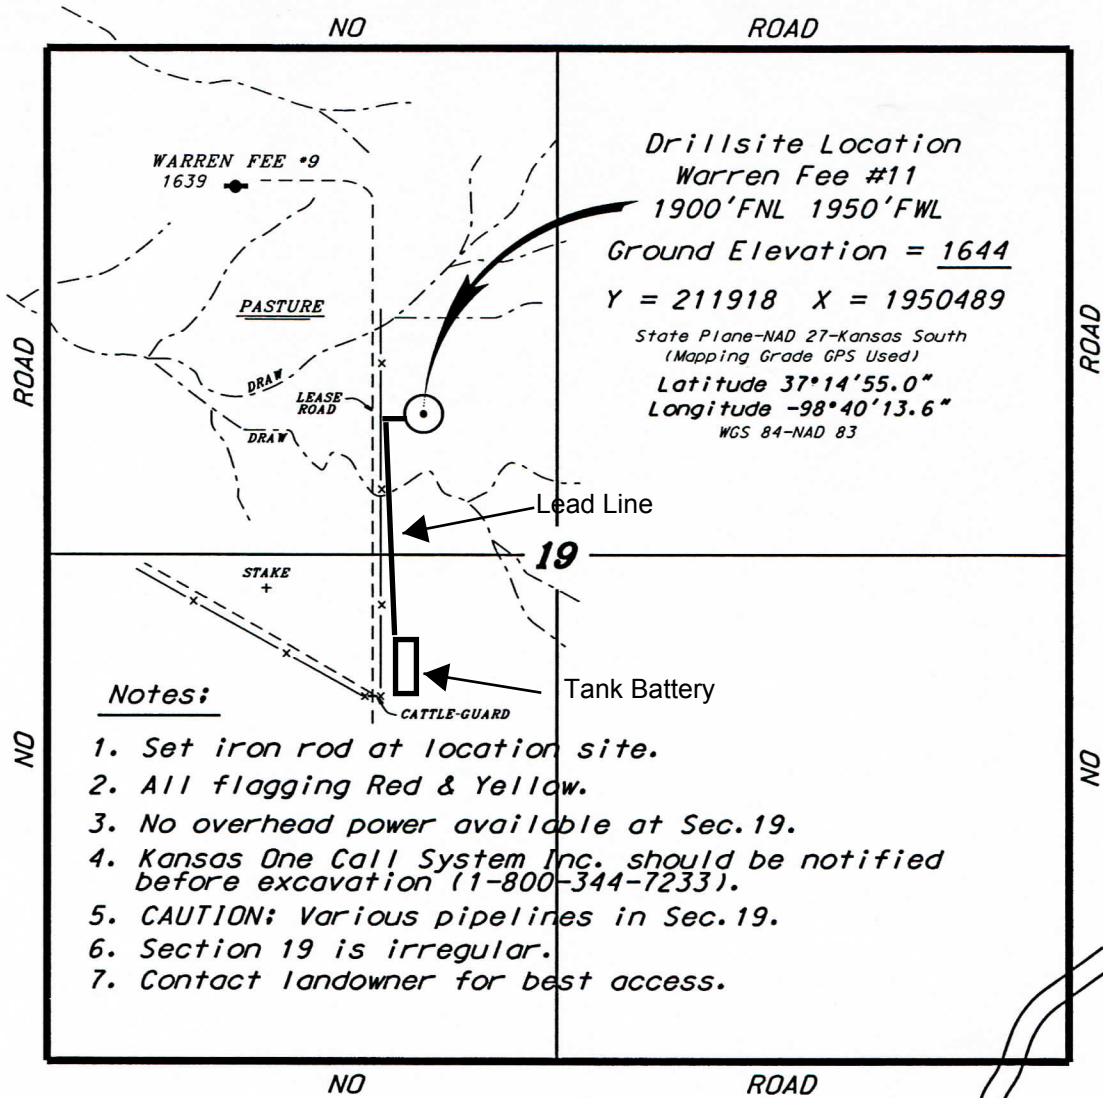 NO ROAD
WARREN FEE #9
1639
Drillsite Location
Warren Fee #11
1900'FNL 1950'FWL
Ground Elevation = 1644
Y = 211918 X = 1950489
State Plane-NAD 27-Kansas South
(Mapping Grade GPS Used)
Latitude 37°14'55.0"
Longitude -98°40'13.6"
WGS 84-NAD 83
PASTURE
ROAD
ROAD
DRAW
LEASE
ROAD
DRAW
Lead Line
19
STAKE
+
Tank Battery
CATTLE-GUARD
NO
NO
Notes:
1. Set iron rod at location site.
2. All flagging Red & Yellow.
3. No overhead power available at Sec.19.
4. Kansas One Call System Inc. should be notified
before excavation (1-800-344-7233).
5. CAUTION: Various pipelines in Sec.19.
6. Section 19 is irregular.
7. Contact landowner for best access.
NO ROAD